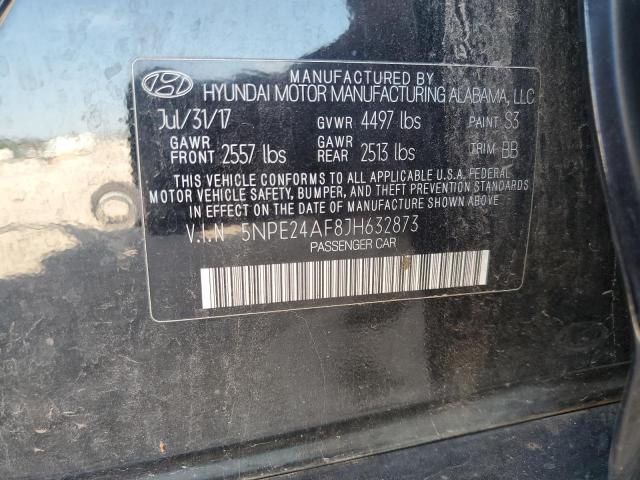 MANUFACTURED BY
HYUNDAI MOTOR MANUFACTURING ALABAMA, LLC
Jul/31/17 GVWR 4497 lbs PAINT S3
GAWR FRONT 2557 lbs GAWR REAR 2513 lbs TRIM BB
THIS VEHICLE CONFORMS TO ALL APPLICABLE U.S.A. FEDERAL
MOTOR VEHICLE SAFETY, BUMPER, AND THEFT PREVENTION STANDARDS
IN EFFECT ON THE DATE OF MANUFACTURE SHOWN ABOVE
V.I.N 5NPE24AF8JH632873
PASSENGER CAR